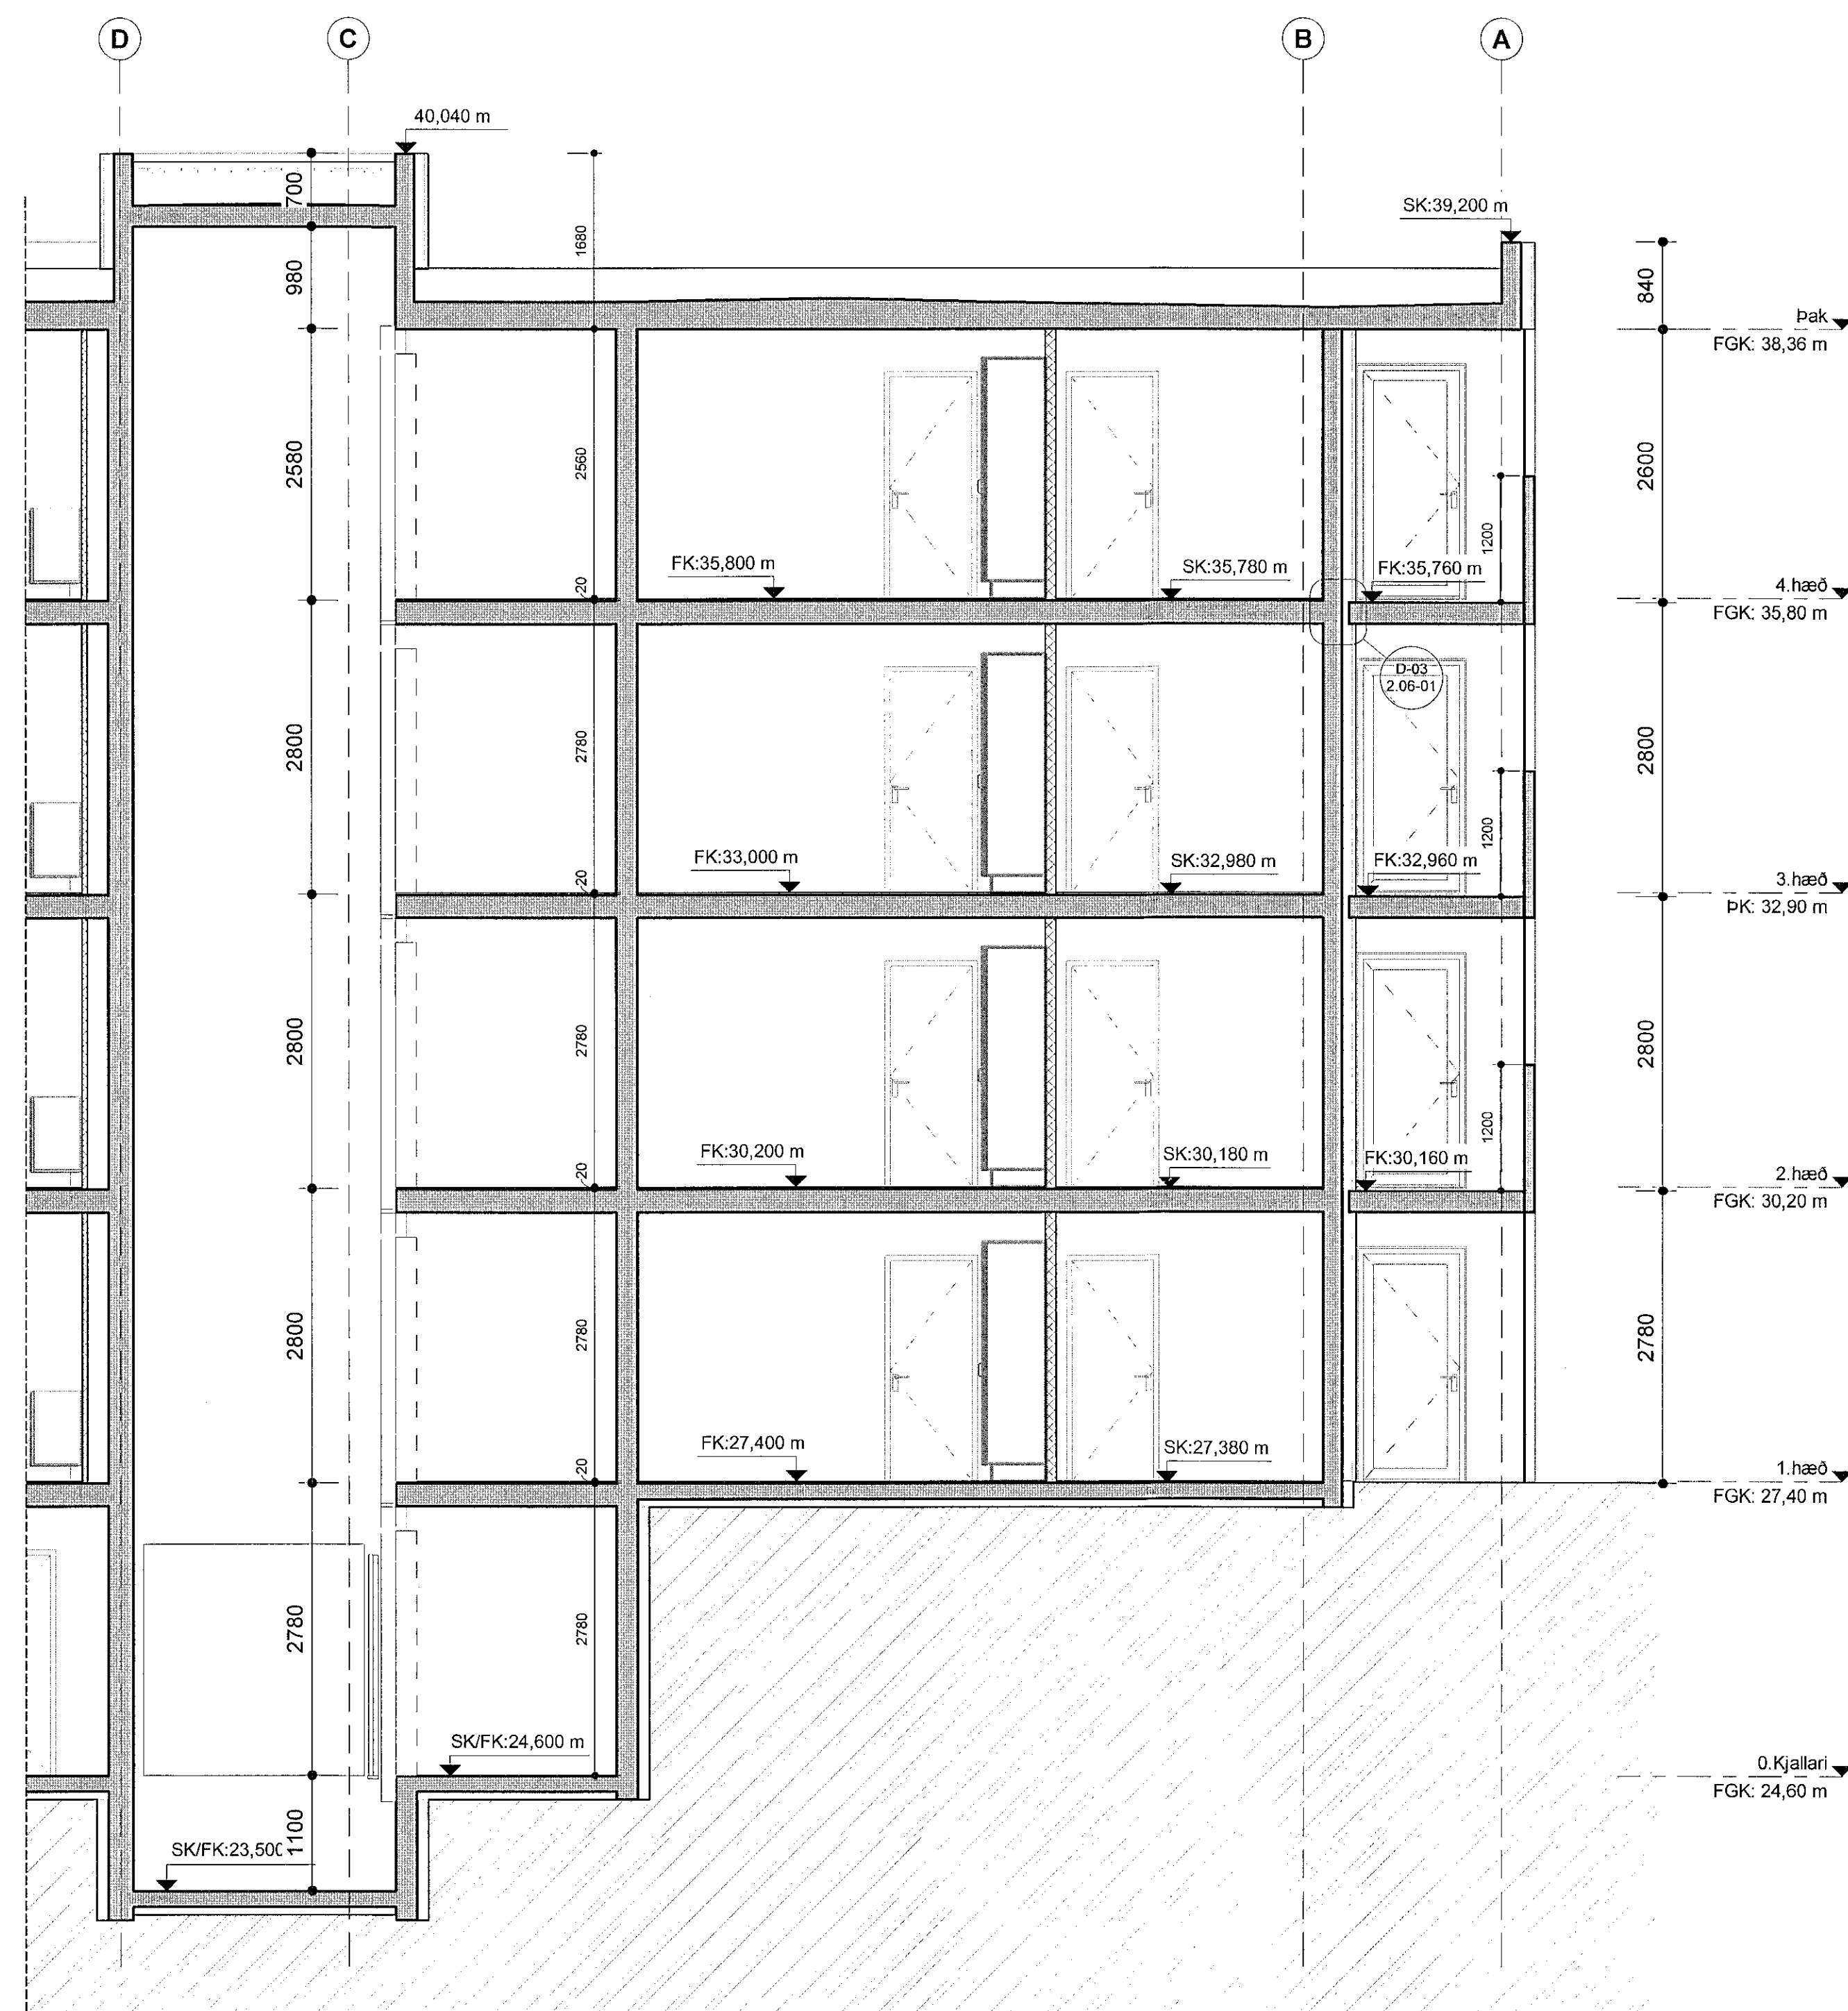 D
C
B
A
40,040 m
SK:39,200 m
700
1680
980
840
Þak
FGK: 38,36 m
2580
2560
2600
1200
FK:35,800 m
SK:35,780 m
FK:35,760 m
20
4.hæð
FGK: 35,80 m
D-03
2.06-01
2800
2780
2800
1200
FK:33,000 m
SK:32,980 m
FK:32,960 m
20
3.hæð
ÞK: 32,90 m
2800
2780
2800
1200
FK:30,200 m
SK:30,180 m
FK:30,160 m
20
2.hæð
FGK: 30,20 m
2800
2780
2780
FK:27,400 m
SK:27,380 m
20
1.hæð
FGK: 27,40 m
2780
2780
SK/FK:24,600 m
0.Kjallari
FGK: 24,60 m
1100
SK/FK:23,500